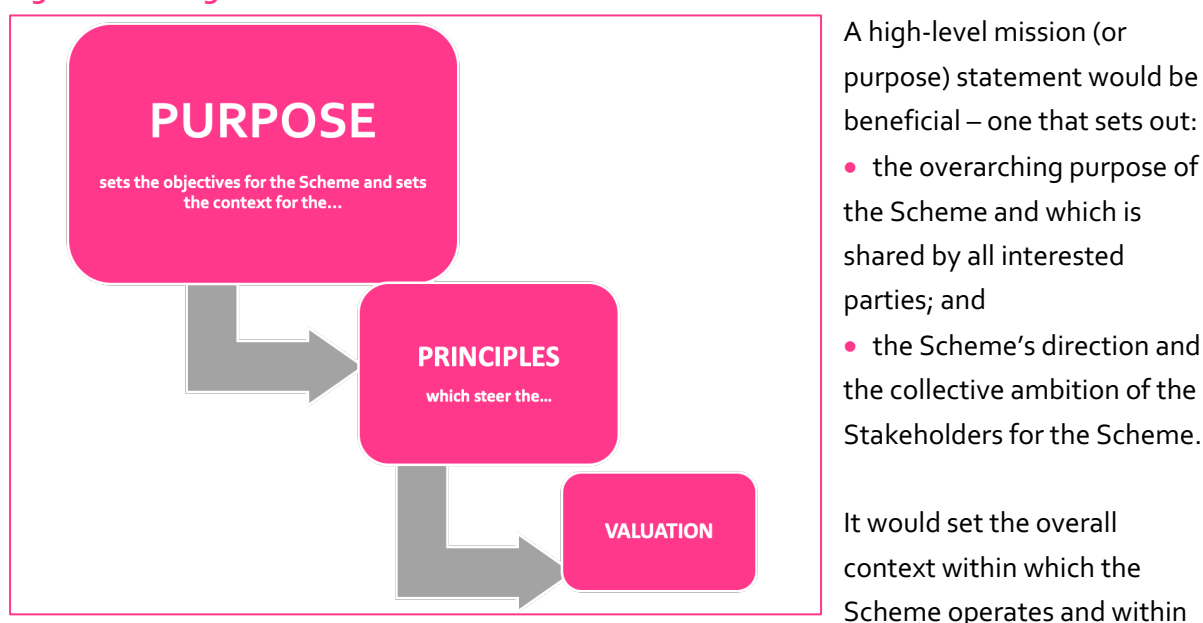 PURPOSE
sets the objectives for the Scheme and sets
the context for the...
PRINCIPLES
which steer the...
VALUATION
A high-level mission (or
purpose) statement would be
beneficial – one that sets out:
• the overarching purpose of
the Scheme and which is
shared by all interested
parties; and
• the Scheme’s direction and
the collective ambition of the
Stakeholders for the Scheme.
It would set the overall
context within which the
Scheme operates and within